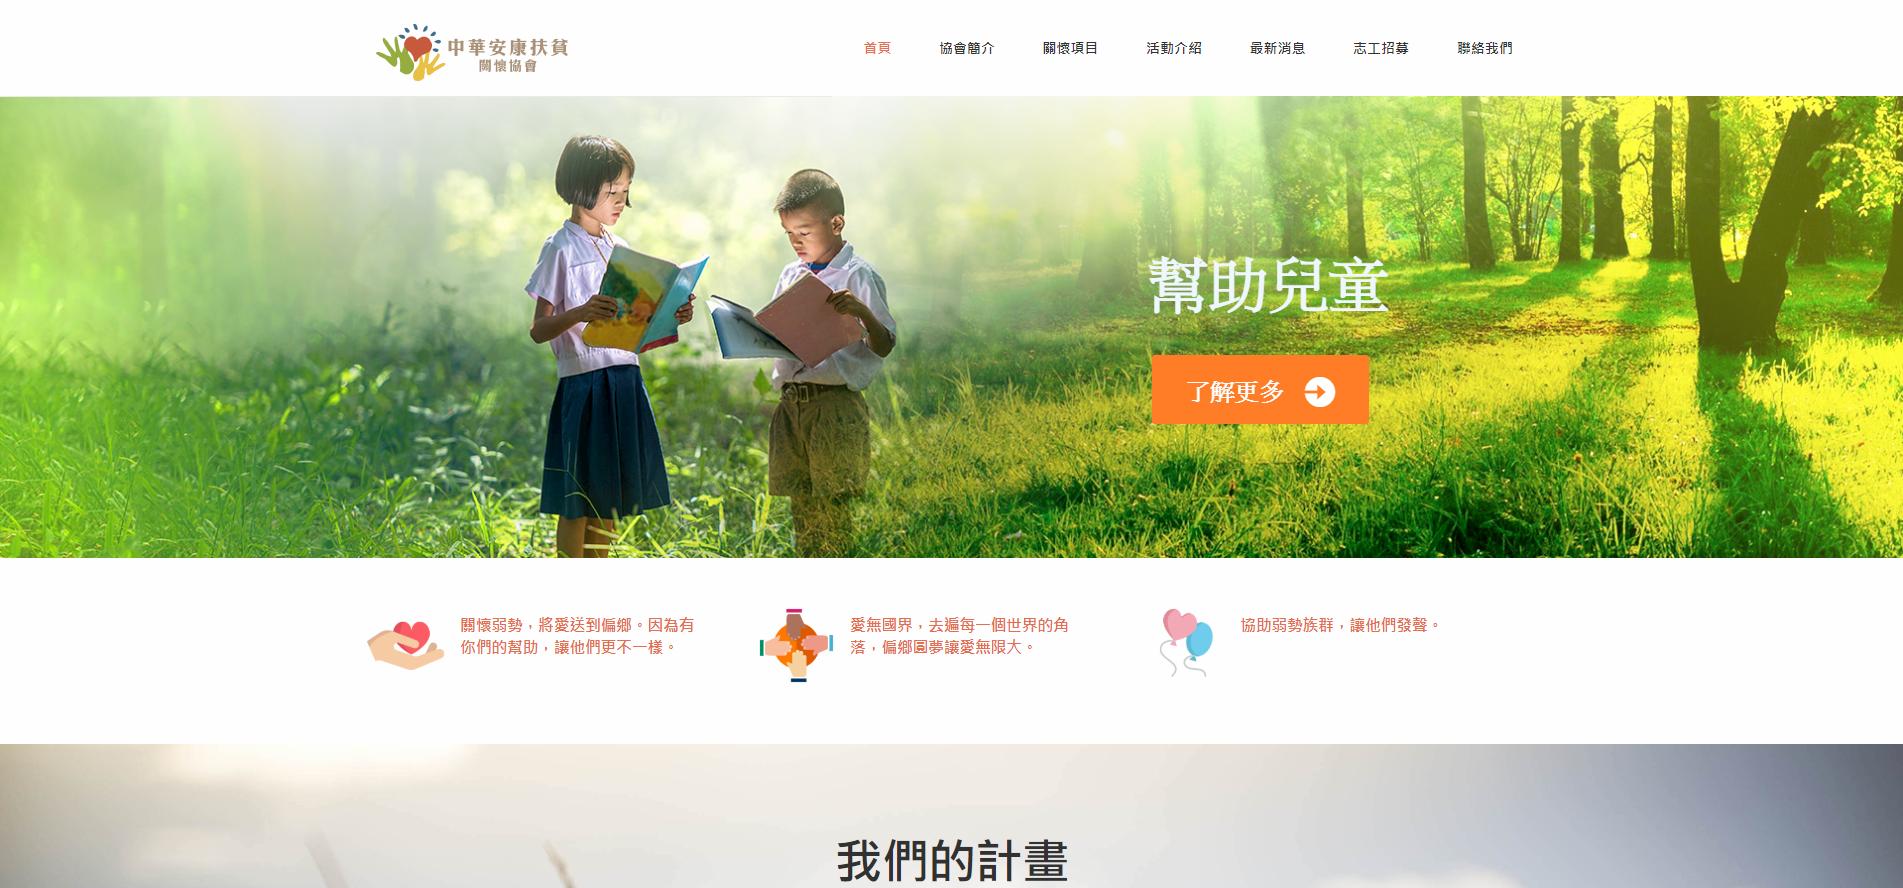 中華安康扶貧
關懷協會
首頁 協會簡介 關懷項目 活動介紹 最新消息 志工招募 聯絡我們
幫助兒童
了解更多
關懷弱勢，將愛送到偏鄉。因為有
你們的幫助，讓他們更不一樣。
愛無國界，去遍每一個世界的角
落，偏鄉圓夢讓愛無限大。
協助弱勢族群，讓他們發聲。
我們的計畫